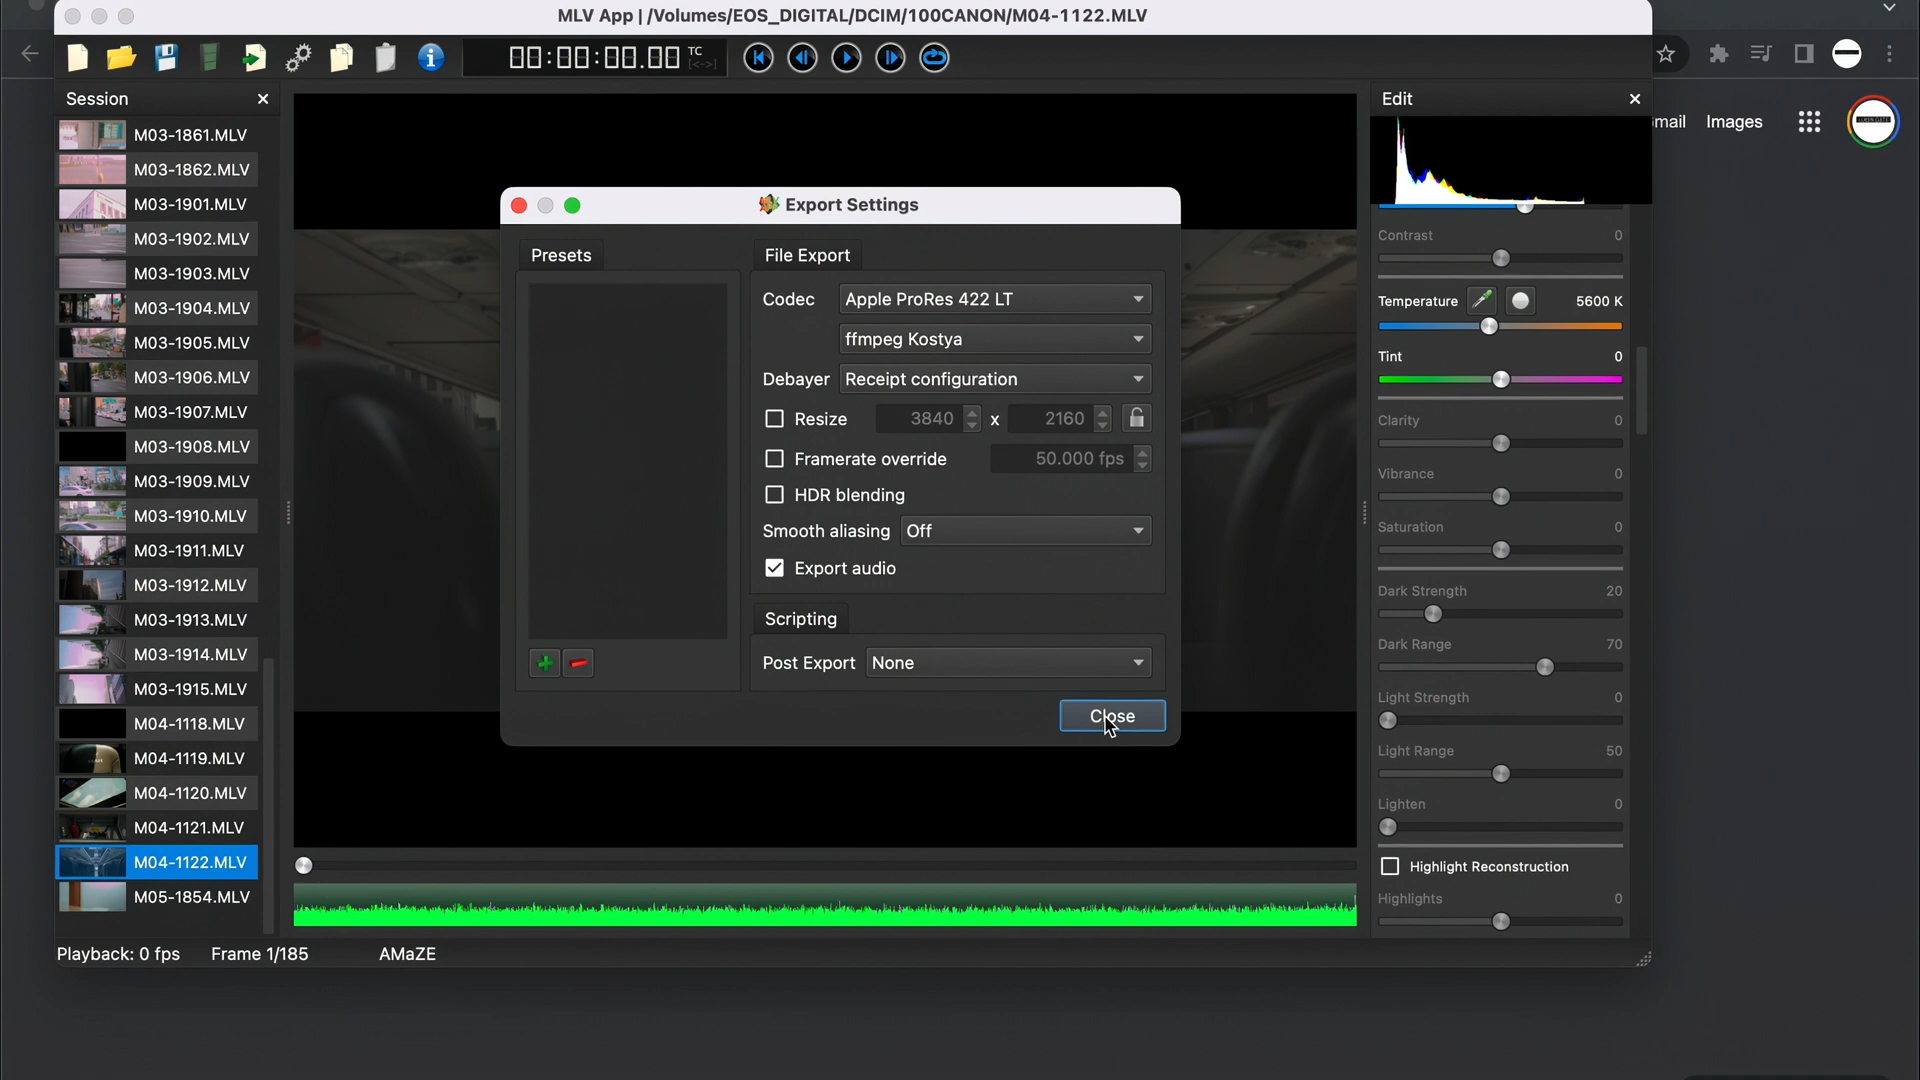 MLV App | /Volumes/EOS_DIGITAL/DCIM/100CANON/M04-1122.MLV
00:00:00.00
TC
[<->]
Session
M03-1861.MLV
M03-1862.MLV
M03-1901.MLV
M03-1902.MLV
M03-1903.MLV
M03-1904.MLV
M03-1905.MLV
M03-1906.MLV
M03-1907.MLV
M03-1908.MLV
M03-1909.MLV
M03-1910.MLV
M03-1911.MLV
M03-1912.MLV
M03-1913.MLV
M03-1914.MLV
M03-1915.MLV
M04-1118.MLV
M04-1119.MLV
M04-1120.MLV
M04-1121.MLV
M04-1122.MLV
M05-1854.MLV
Playback: 0 fps Frame 1/185 AMaZE
Export Settings
Presets
File Export
Codec Apple ProRes 422 LT
ffmpeg Kostya
Debayer Receipt configuration
Resize 3840 x 2160
Framerate override 50.000 fps
HDR blending
Smooth aliasing Off
Export audio
Scripting
Post Export None
Close
Edit
Contrast 0
Temperature 5600 K
Tint 0
Clarity 0
Vibrance 0
Saturation 0
Dark Strength 20
Dark Range 70
Light Strength 0
Light Range 50
Lighten 0
Highlight Reconstruction
Highlights 0
mail Images